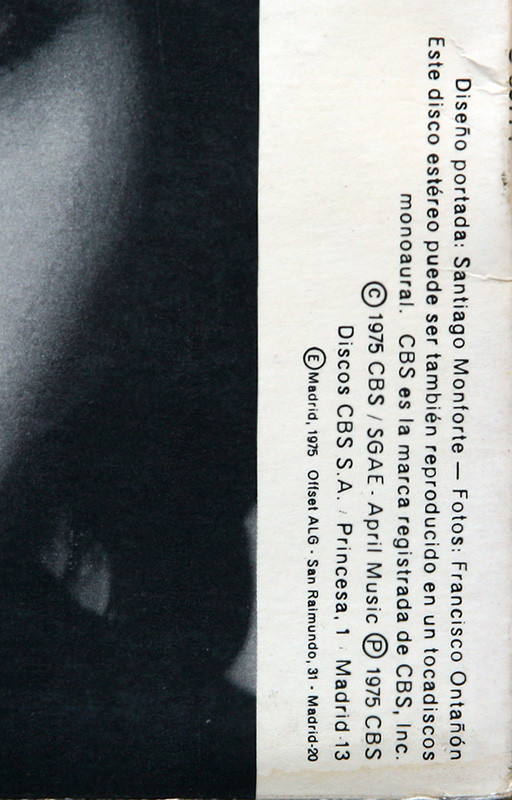 Diseño portada: Santiago Monforte — Fotos: Francisco Ontañón
Este disco estéreo puede ser también reproducido en un tocadiscos
monoaural. CBS es la marca registrada de CBS, Inc.
© 1975 CBS / SGAE - April Music Ⓟ 1975 CBS
Discos CBS S.A. / Princesa, 1 · Madrid-13
Ⓔ Madrid, 1975 Offset ALG - San Raimundo, 31 - Madrid-20